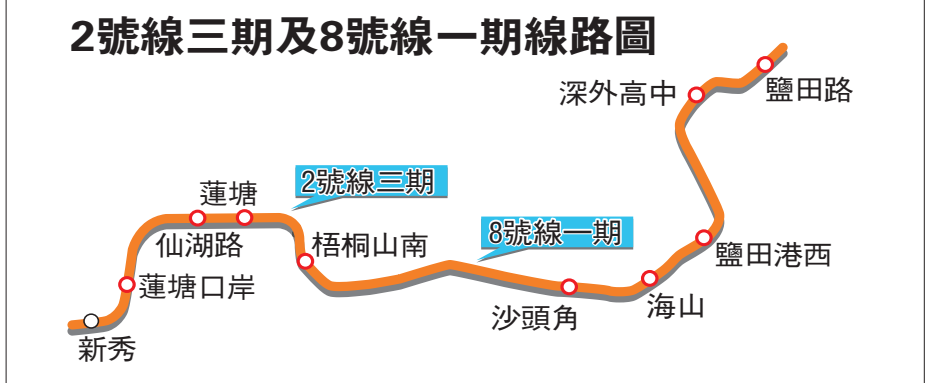 2號線三期及8號線一期線路圖
深外高中
鹽田路
2號線三期
蓮塘
8號線一期
仙湖路
梧桐山南
鹽田港西
蓮塘口岸
海山
沙頭角
新秀